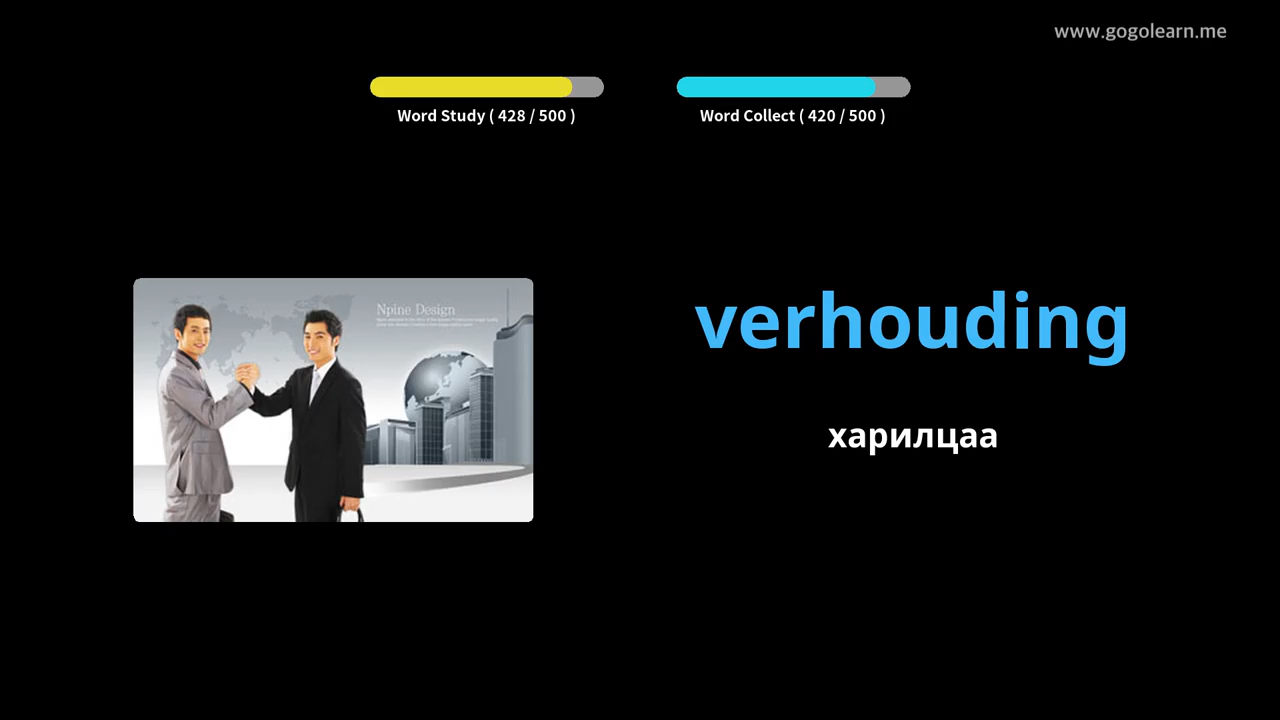 www.gogolearn.me
Word Study ( 428 / 500 )
Word Collect ( 420 / 500 )
Npine Design
verhouding
харилцаа